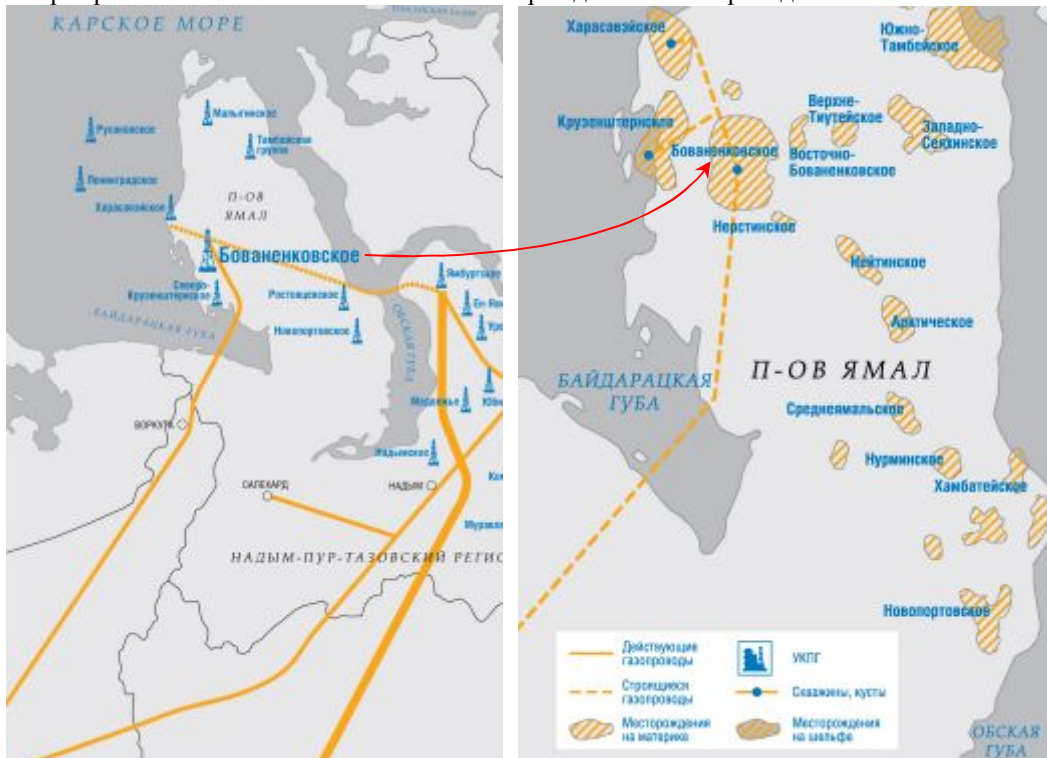 КАРСКОЕ МОРЕ
Русановское
Малыгинское
Тамбейская
группа
Ленинградское
Харасавэйское
П-ОВ
ЯМАЛ
Бованенковское
Северо-
Крузенштернское
Ростовцевское
Ямбургское
БАЙДАРАЦКАЯ ГУБА
Новопортовское
ОБСКАЯ ГУБА
Медвежье
ВОРКУТА
Надымское
САЛЕХАРД
НАДЫМ
НАДЫМ-ПУР-ТАЗОВСКИЙ РЕГИО
Харасавэйское
Южно-
Тамбейское
Крузенштернское
Верхне-
Тиутейское
Западно-
Сеяхинское
Бованенковское
Восточно-
Бованенковское
Нерстинское
Нейтинское
Арктическое
П-ОВ ЯМАЛ
БАЙДАРАЦКАЯ
ГУБА
Среднеямальское
Нурминское
Хамбатейское
Новопортовское
Действующие
газопроводы
УКПГ
Строящиеся
газопроводы
Скважины, кусты
Месторождения
на материке
Месторождения
на шельфе
ОБСКАЯ
ГУБА